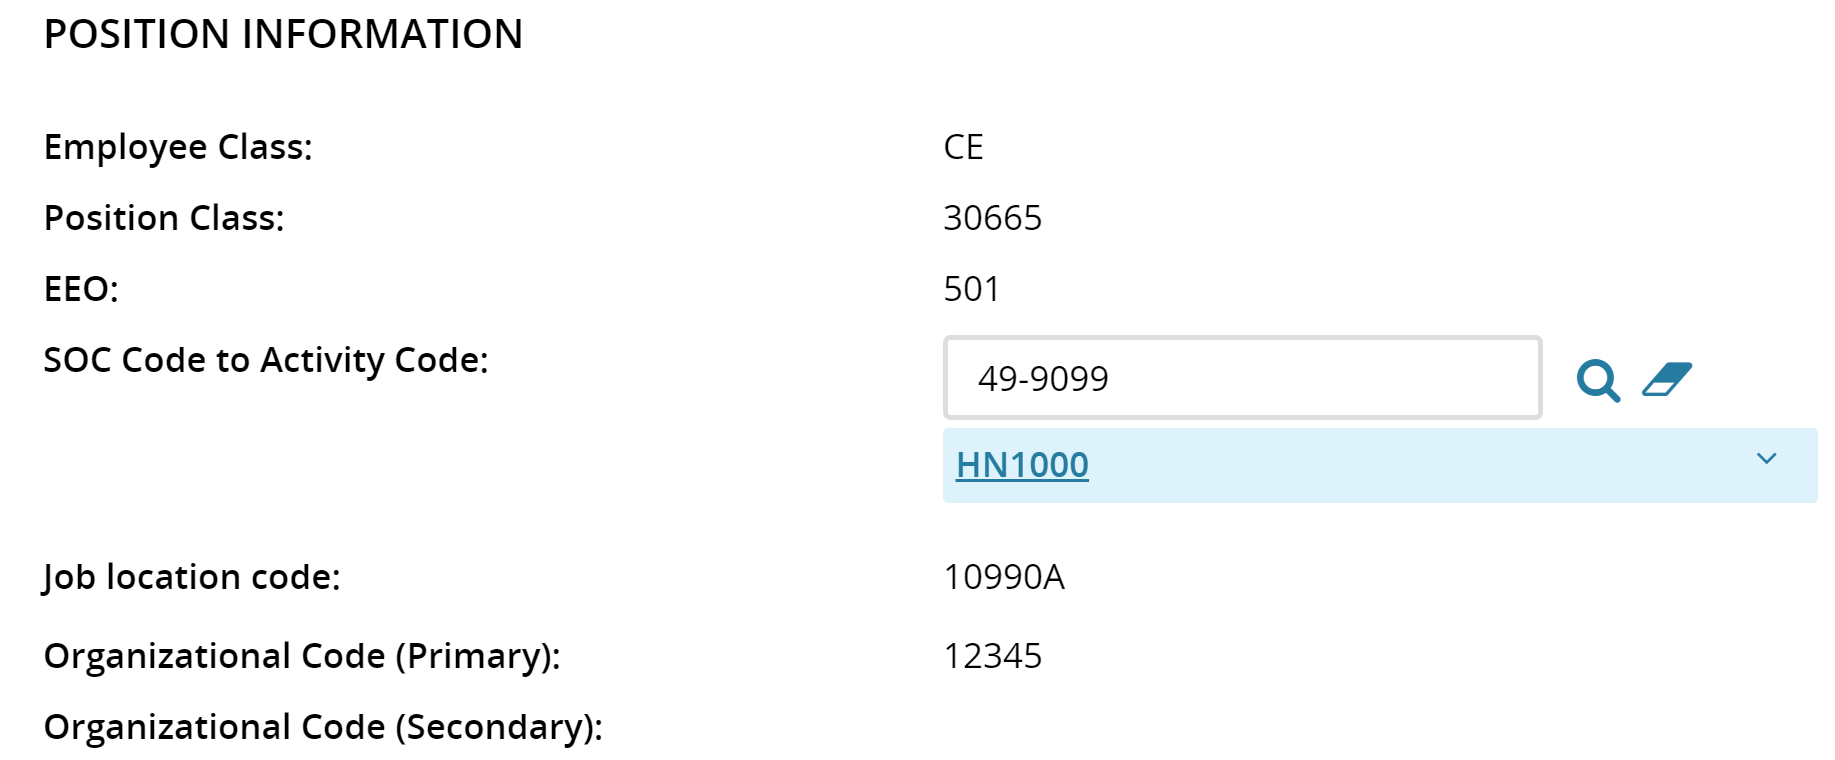 POSITION INFORMATION
Employee Class: CE
Position Class: 30665
EEO: 501
SOC Code to Activity Code: 49-9099
HN1000
Job location code: 10990A
Organizational Code (Primary): 12345
Organizational Code (Secondary):